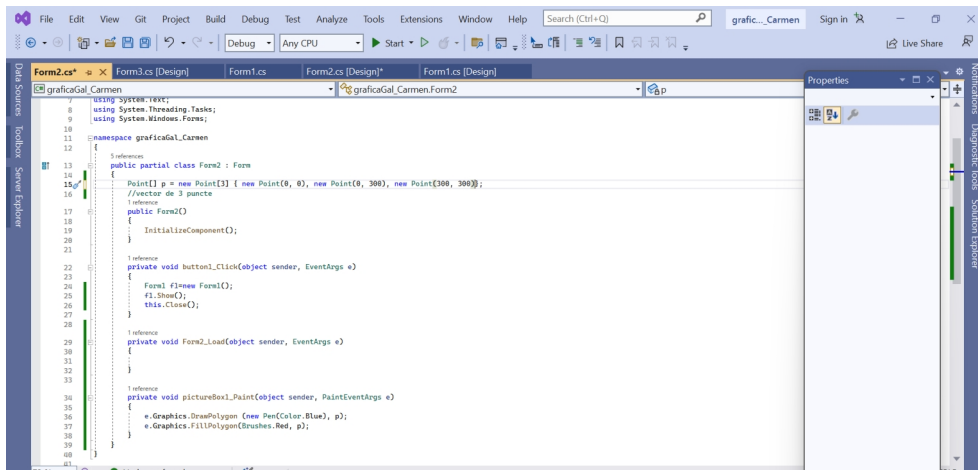 File Edit View Git Project Build Debug Test Analyze Tools Extensions Window Help Search (Ctrl+Q) grafic..._Carmen Sign in
Debug Any CPU Start Live Share
Form2.cs* Form3.cs [Design] Form1.cs Form2.cs [Design]* Form1.cs [Design]
graficaGal_Carmen graficaGal_Carmen.Form2 p
Data Sources
Toolbox
Server Explorer
7 using System.Text;
8 using System.Threading.Tasks;
9 using System.Windows.Forms;
10
11 namespace graficaGal_Carmen
12 {
5 references
13 public partial class Form2 : Form
14 {
15 Point[] p = new Point[3] { new Point(0, 0), new Point(0, 300), new Point(300, 300)};
16 //vector de 3 puncte
1 reference
17 public Form2()
18 {
19 InitializeComponent();
20 }
21
1 reference
22 private void button1_Click(object sender, EventArgs e)
23 {
24 Form1 f1=new Form1();
25 f1.Show();
26 this.Close();
27 }
28
1 reference
29 private void Form2_Load(object sender, EventArgs e)
30 {
31
32 }
33
1 reference
34 private void pictureBox1_Paint(object sender, PaintEventArgs e)
35 {
36 e.Graphics.DrawPolygon (new Pen(Color.Blue), p);
37 e.Graphics.FillPolygon(Brushes.Red, p);
38 }
39 }
40 }
41
Properties
Notifications
Diagnostic Tools
Solution Explorer